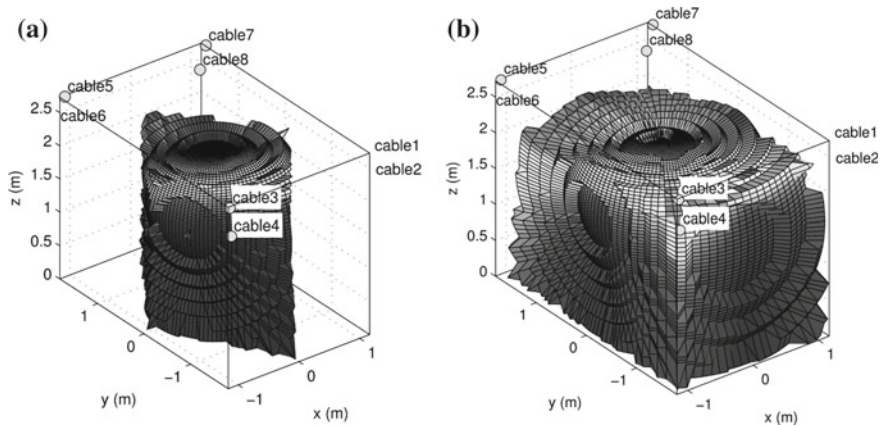 (a)
cable7
cable8
cable5
cable6
cable1
cable2
cable3
cable4
2.5
2
1.5
1
0.5
0
z (m)
1
0
−1
y (m)
−1
0
1
x (m)
(b)
cable7
cable8
cable5
cable6
cable1
cable2
cable3
cable4
2.5
2
1.5
1
0.5
0
z (m)
1
0
−1
y (m)
−1
0
1
x (m)